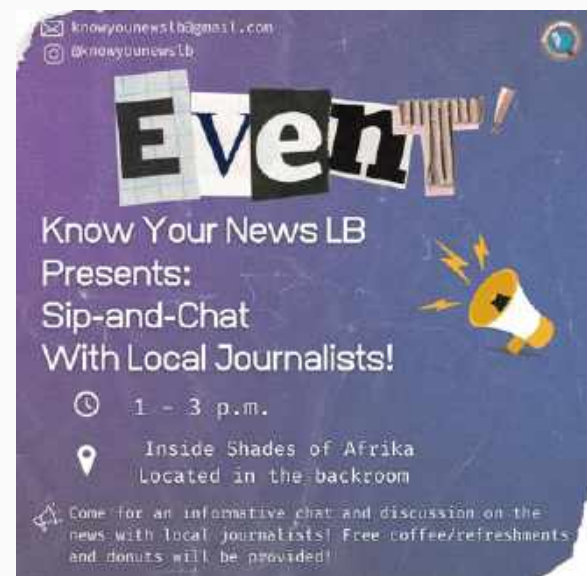 knowyounewslb@gmail.com
@knowyounewslb
EvenT!
Know Your News LB
Presents:
Sip-and-Chat
With Local Journalists!
1 - 3 p.m.
Inside Shades of Afrika
Located in the backroom
Come for an informative chat and discussion on the
news with local journalists! Free coffee/refreshments
and donuts will be provided!